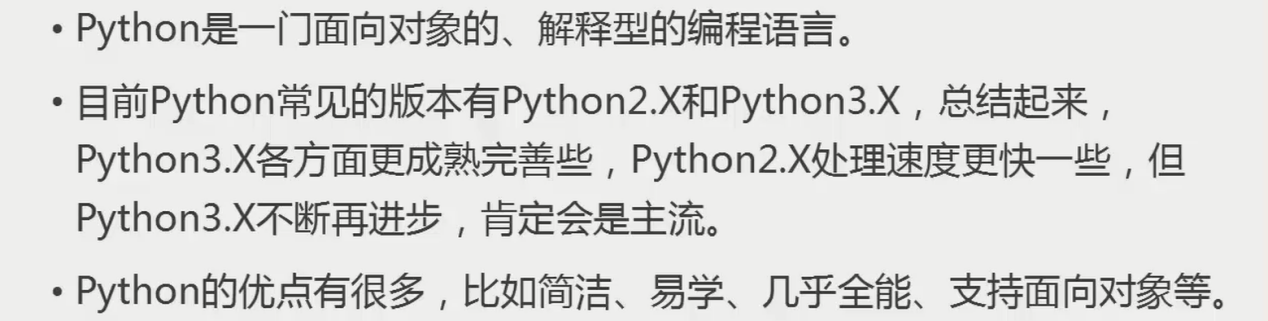 • Python是一门面向对象的、解释型的编程语言。
• 目前Python常见的版本有Python2.X和Python3.X，总结起来，
Python3.X各方面更成熟完善些，Python2.X处理速度更快一些，但
Python3.X不断再进步，肯定会是主流。
• Python的优点有很多，比如简洁、易学、几乎全能、支持面向对象等。